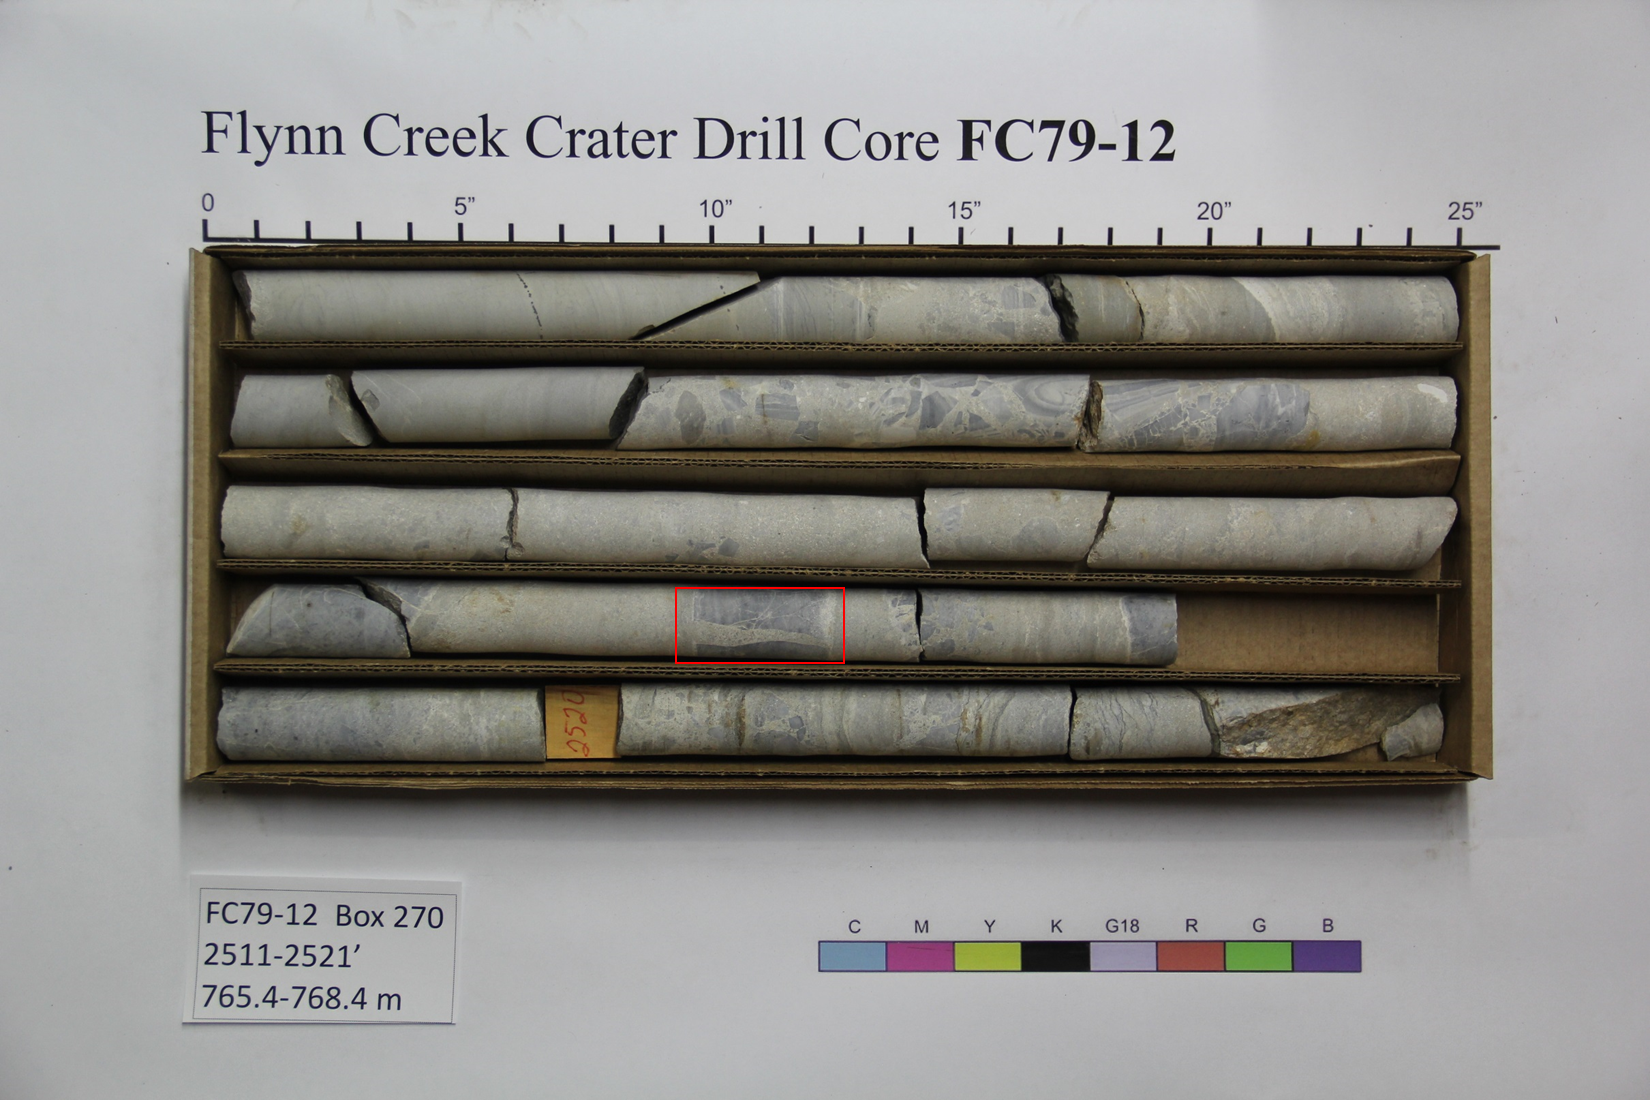 Flynn Creek Crater Drill Core FC79-12
0 5” 10” 15” 20” 25”
2520
FC79-12 Box 270
2511-2521’
765.4-768.4 m
C M Y K G18 R G B